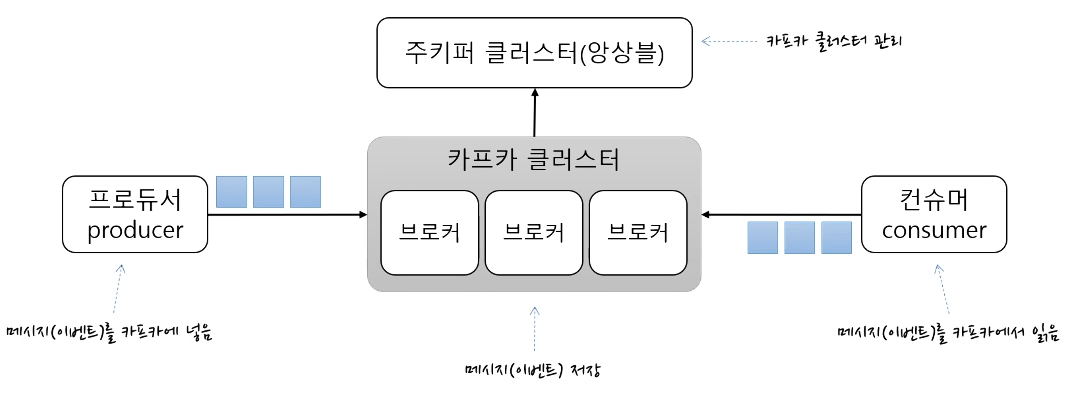 주키퍼 클러스터(앙상블)
카프카 클러스터 관리
카프카 클러스터
프로듀서
producer
브로커
브로커
브로커
컨슈머
consumer
메시지(이벤트)를 카프카에 넣음
메시지(이벤트) 저장
메시지(이벤트)를 카프카에서 읽음